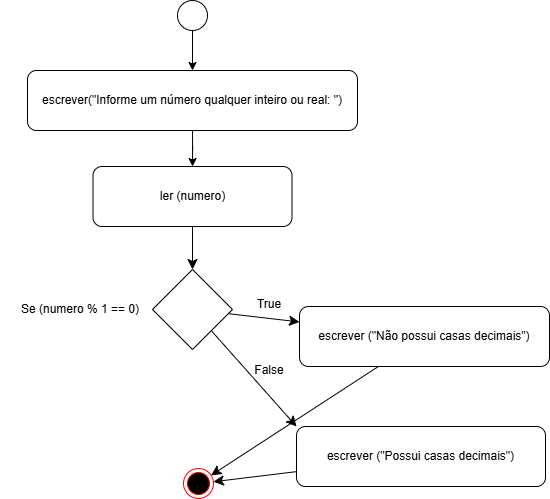 escrever("Informe um número qualquer inteiro ou real: ")
ler (numero)
Se (numero % 1 == 0)
True
escrever ("Não possui casas decimais")
False
escrever ("Possui casas decimais")